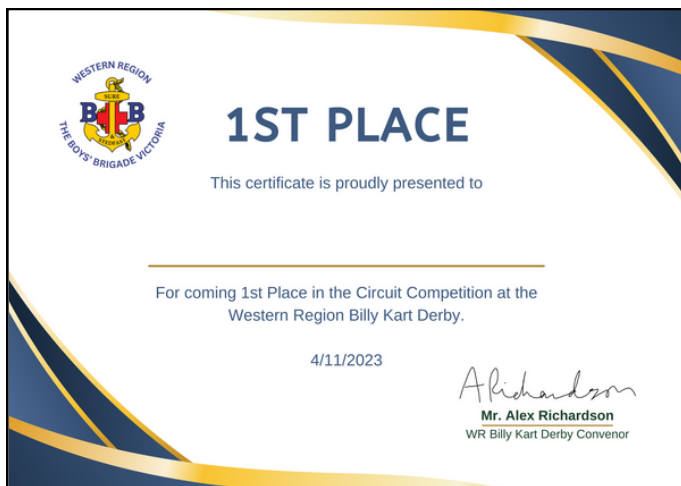 WESTERN REGION
SURE
B B
&
STEDFAST
THE BOYS' BRIGADE VICTORIA
1ST PLACE
This certificate is proudly presented to
For coming 1st Place in the Circuit Competition at the
Western Region Billy Kart Derby.
4/11/2023
ARichardson
Mr. Alex Richardson
WR Billy Kart Derby Convenor